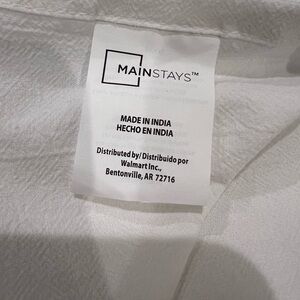 MAINSTAYS™
MADE IN INDIA
HECHO EN INDIA
Distributed by/Distribuido por
Walmart Inc.,
Bentonville, AR 72716